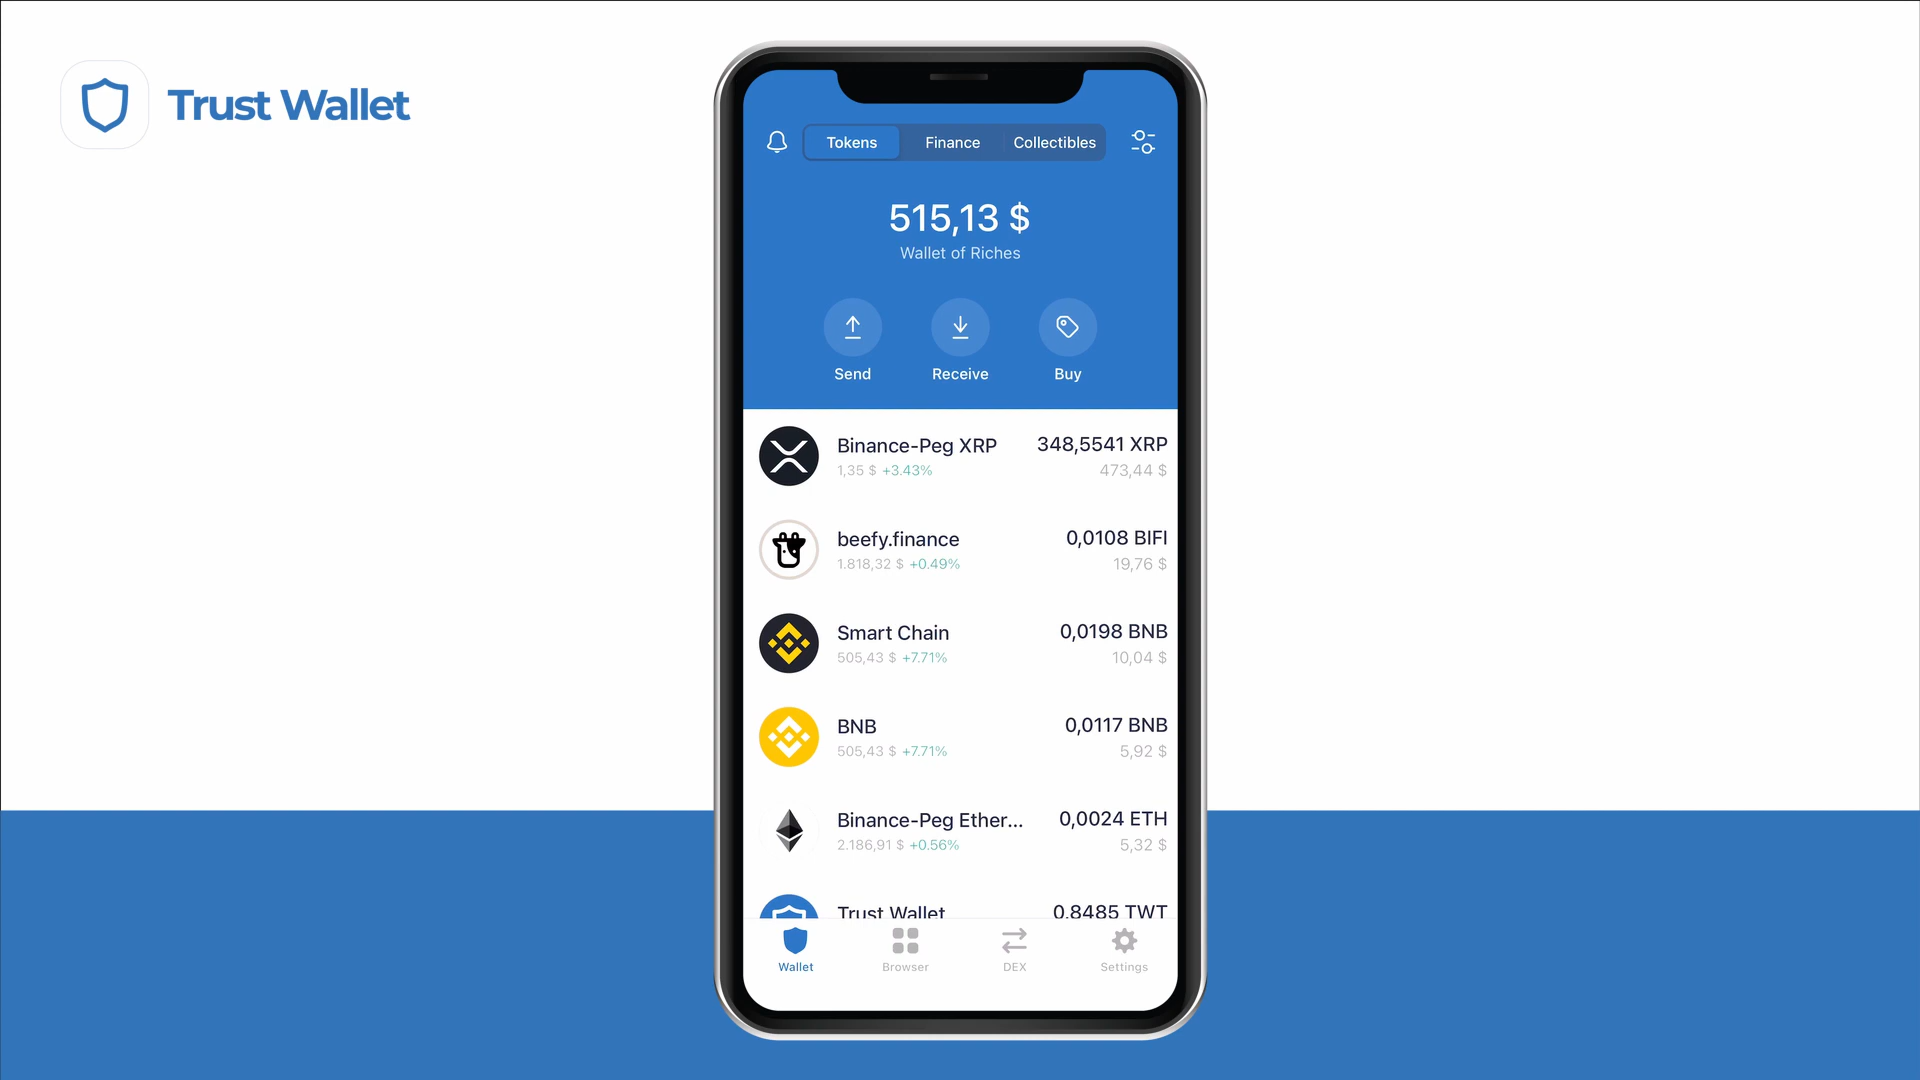 Trust Wallet
Tokens Finance Collectibles
515,13 $
Wallet of Riches
Send Receive Buy
Binance-Peg XRP 348,5541 XRP
1,35 $ +3.43% 473,44 $
beefy.finance 0,0108 BIFI
1.818,32 $ +0.49% 19,76 $
Smart Chain 0,0198 BNB
505,43 $ +7.71% 10,04 $
BNB 0,0117 BNB
505,43 $ +7.71% 5,92 $
Binance-Peg Ether... 0,0024 ETH
2.186,91 $ +0.56% 5,32 $
Trust Wallet 0,8485 TWT
Wallet Browser DEX Settings